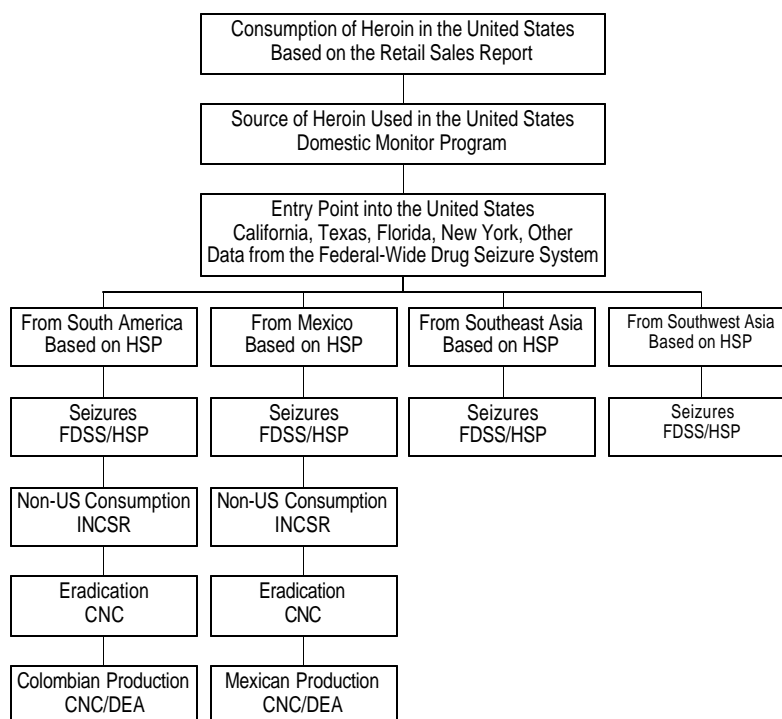 Consumption of Heroin in the United States
Based on the Retail Sales Report
Source of Heroin Used in the United States
Domestic Monitor Program
Entry Point into the United States
California, Texas, Florida, New York, Other
Data from the Federal-Wide Drug Seizure System
From South America
Based on HSP
From Mexico
Based on HSP
From Southeast Asia
Based on HSP
From Southwest Asia
Based on HSP
Seizures
FDSS/HSP
Seizures
FDSS/HSP
Seizures
FDSS/HSP
Seizures
FDSS/HSP
Non-US Consumption
INCSR
Non-US Consumption
INCSR
Eradication
CNC
Eradication
CNC
Colombian Production
CNC/DEA
Mexican Production
CNC/DEA